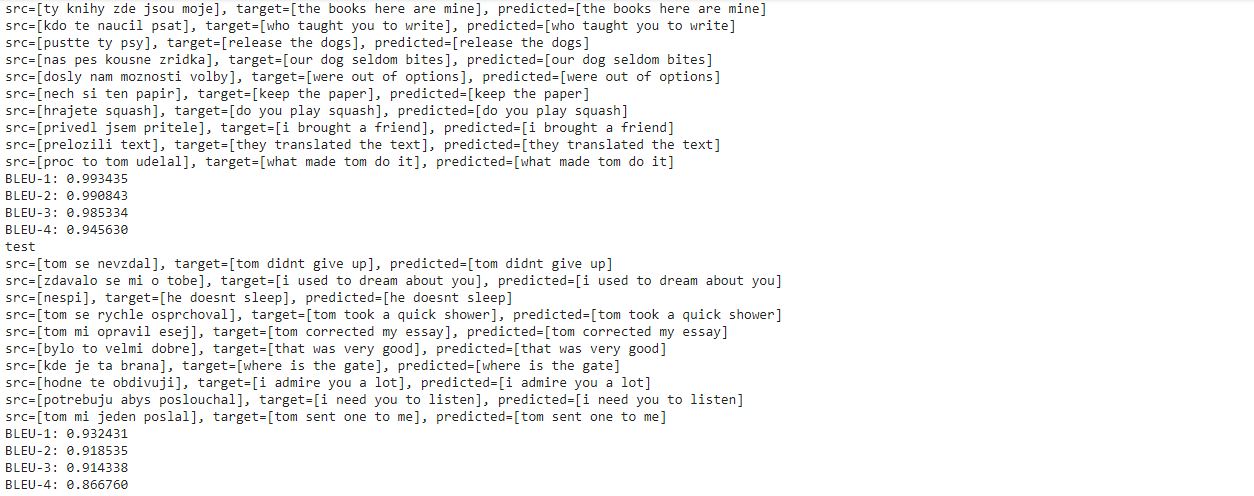 src=[ty knihy zde jsou moje], target=[the books here are mine], predicted=[the books here are mine]
src=[kdo te naucil psat], target=[who taught you to write], predicted=[who taught you to write]
src=[pustte ty psy], target=[release the dogs], predicted=[release the dogs]
src=[nas pes kousne zridka], target=[our dog seldom bites], predicted=[our dog seldom bites]
src=[dosly nam moznosti volby], target=[were out of options], predicted=[were out of options]
src=[nech si ten papir], target=[keep the paper], predicted=[keep the paper]
src=[hrajete squash], target=[do you play squash], predicted=[do you play squash]
src=[privedl jsem pritele], target=[i brought a friend], predicted=[i brought a friend]
src=[prelozili text], target=[they translated the text], predicted=[they translated the text]
src=[proc to tom udelal], target=[what made tom do it], predicted=[what made tom do it]
BLEU-1: 0.993435
BLEU-2: 0.990843
BLEU-3: 0.985334
BLEU-4: 0.945630
test
src=[tom se nevzdal], target=[tom didnt give up], predicted=[tom didnt give up]
src=[zdavalo se mi o tobe], target=[i used to dream about you], predicted=[i used to dream about you]
src=[nespi], target=[he doesnt sleep], predicted=[he doesnt sleep]
src=[tom se rychle osprchoval], target=[tom took a quick shower], predicted=[tom took a quick shower]
src=[tom mi opravil esej], target=[tom corrected my essay], predicted=[tom corrected my essay]
src=[bylo to velmi dobre], target=[that was very good], predicted=[that was very good]
src=[kde je ta brana], target=[where is the gate], predicted=[where is the gate]
src=[hodne te obdivuji], target=[i admire you a lot], predicted=[i admire you a lot]
src=[potrebuju abys poslouchal], target=[i need you to listen], predicted=[i need you to listen]
src=[tom mi jeden poslal], target=[tom sent one to me], predicted=[tom sent one to me]
BLEU-1: 0.932431
BLEU-2: 0.918535
BLEU-3: 0.914338
BLEU-4: 0.866760